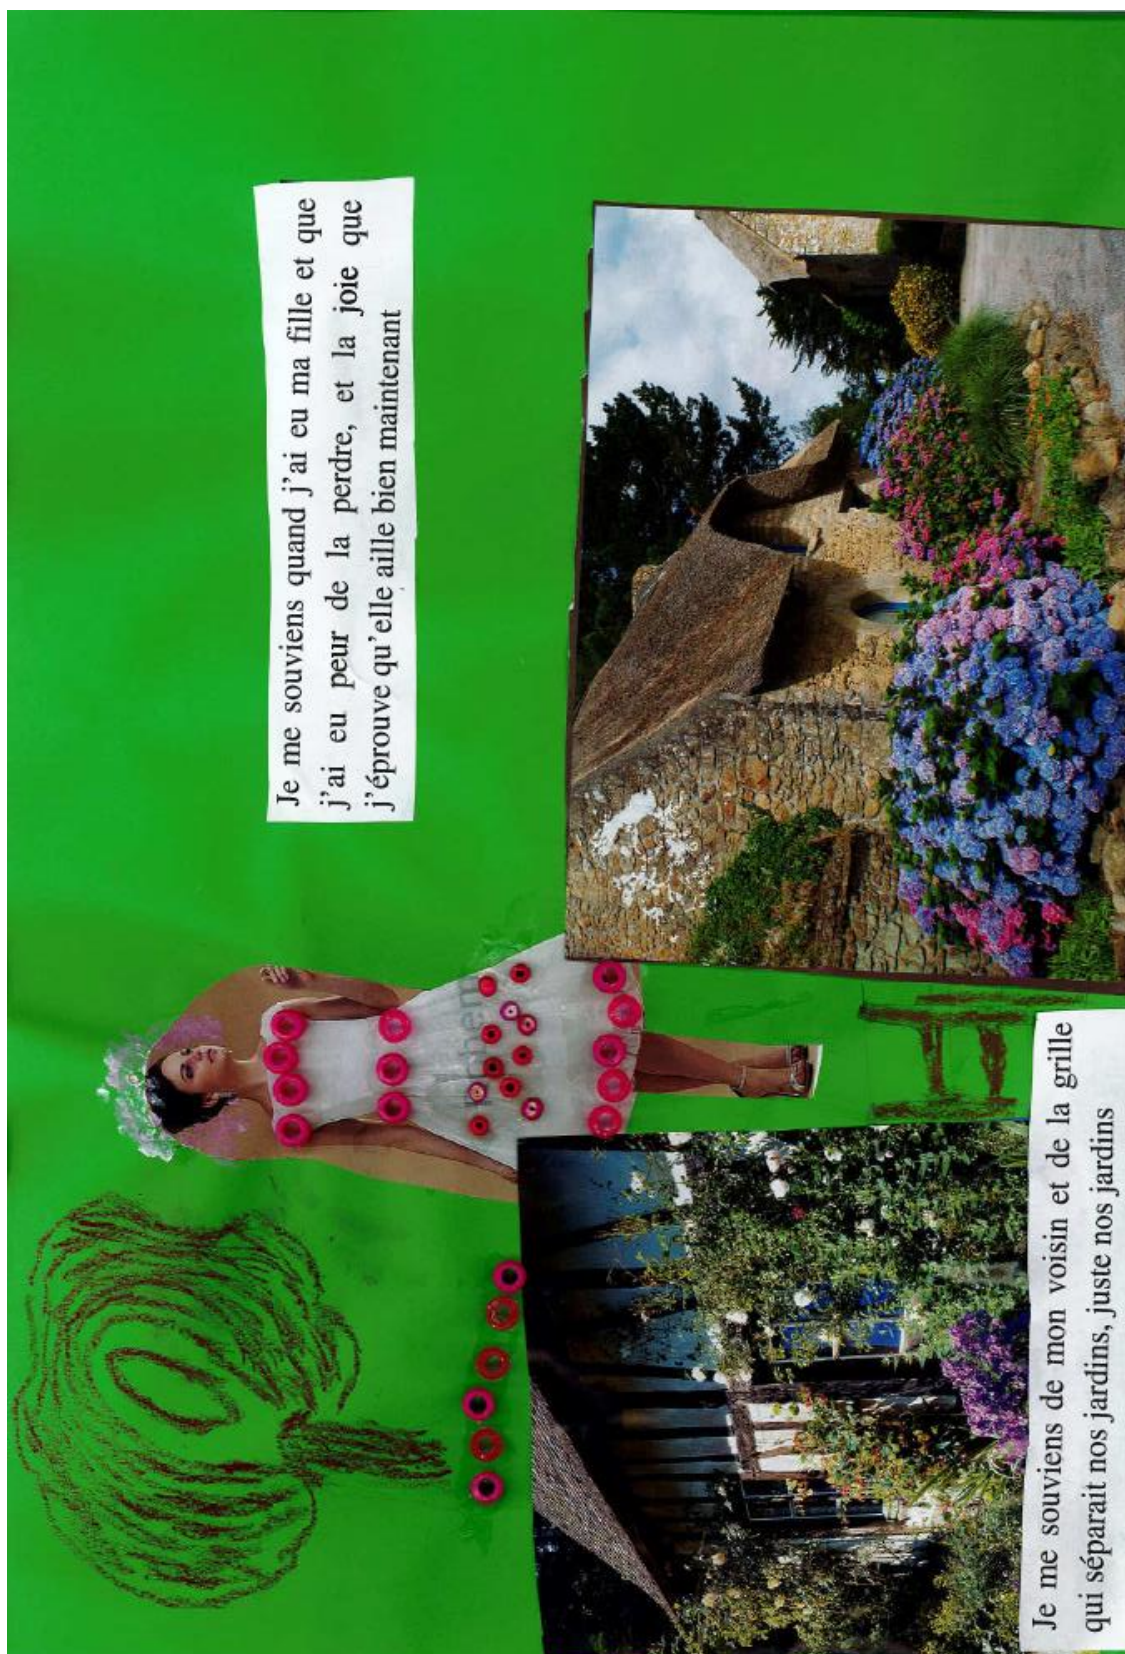 Je me souviens quand j'ai eu ma fille et que
j'ai eu peur de la perdre, et la joie que
j'éprouve qu'elle aille bien maintenant
Je me souviens de mon voisin et de la grille
qui séparait nos jardins, juste nos jardins